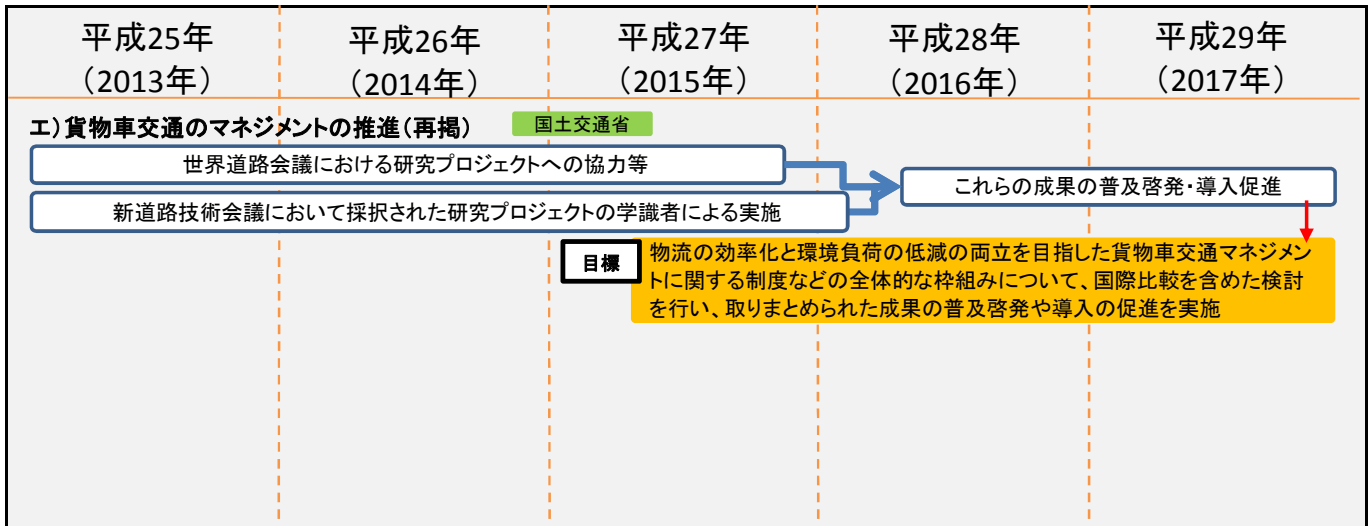 平成25年
(2013年)
平成26年
(2014年)
平成27年
(2015年)
平成28年
(2016年)
平成29年
(2017年)
エ)貨物車交通のマネジメントの推進(再掲)
国土交通省
世界道路会議における研究プロジェクトへの協力等
新道路技術会議において採択された研究プロジェクトの学識者による実施
これらの成果の普及啓発・導入促進
目標
物流の効率化と環境負荷の低減の両立を目指した貨物車交通マネジメン
トに関する制度などの全体的な枠組みについて、国際比較を含めた検討
を行い、取りまとめられた成果の普及啓発や導入の促進を実施